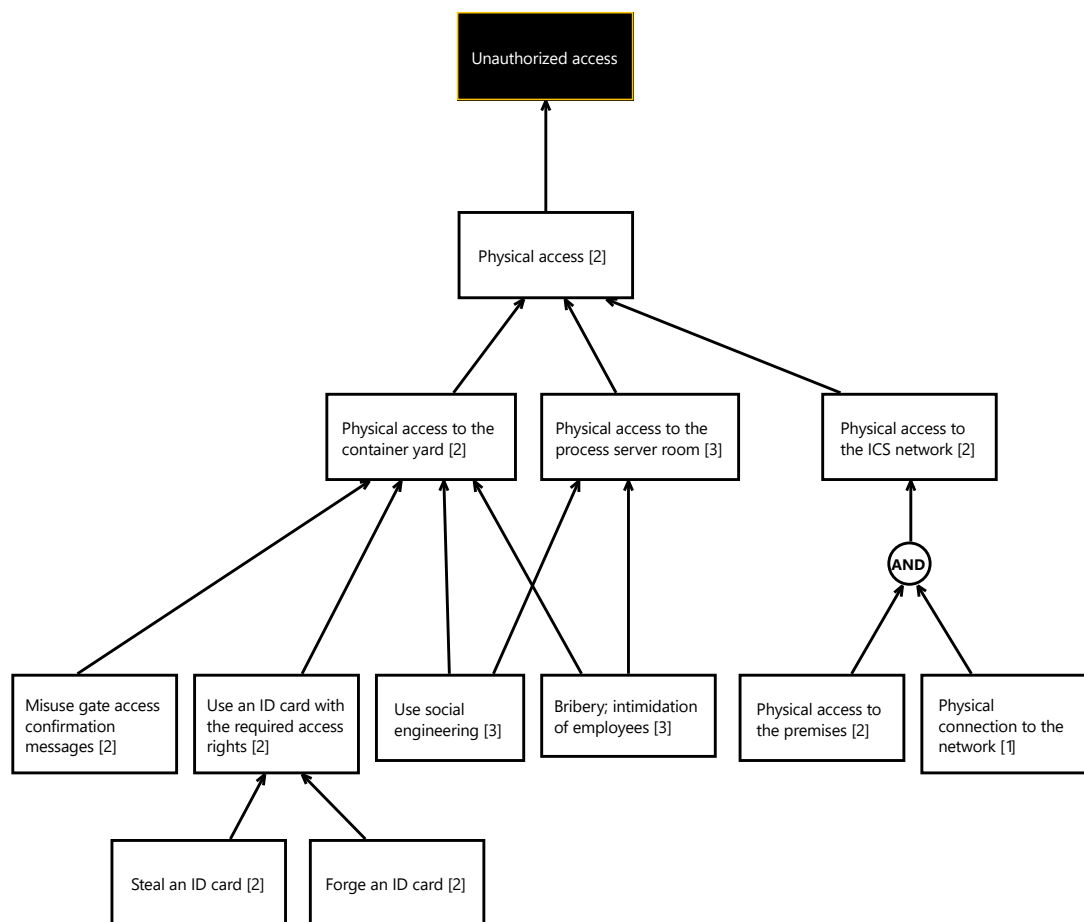 Unauthorized access
Physical access [2]
Physical access to the
container yard [2]
Physical access to the
process server room [3]
Physical access to
the ICS network [2]
AND
Misuse gate access
confirmation
messages [2]
Use an ID card with
the required access
rights [2]
Use social
engineering [3]
Bribery; intimidation
of employees [3]
Physical access to
the premises [2]
Physical
connection to the
network [1]
Steal an ID card [2]
Forge an ID card [2]